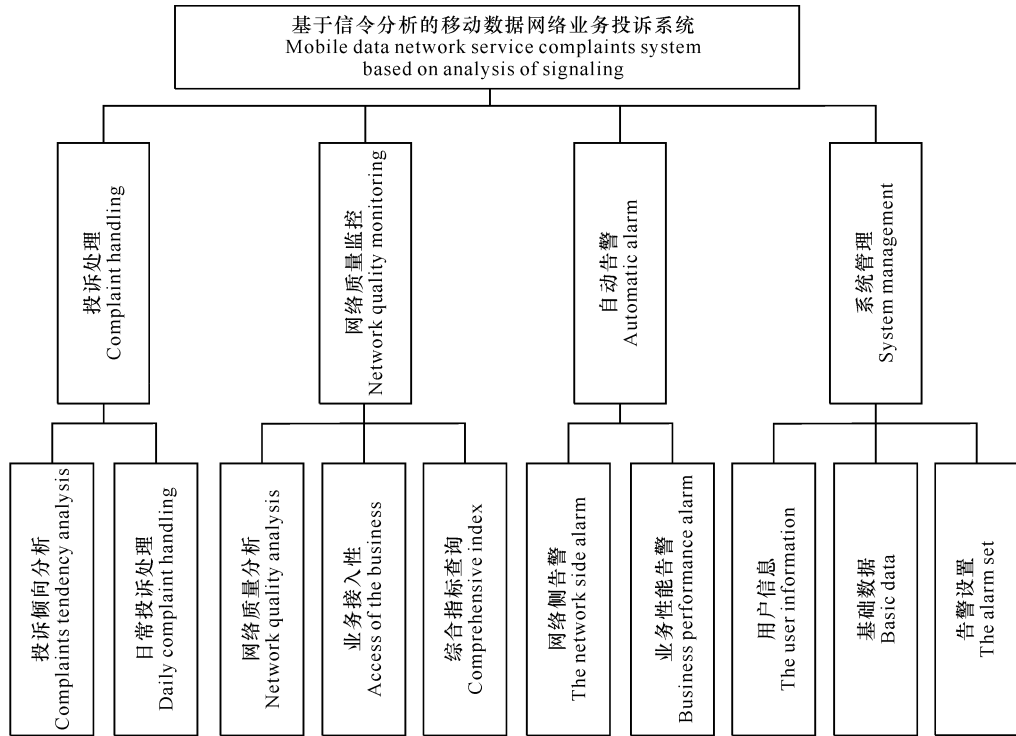 基于信令分析的移动数据网络业务投诉系统
Mobile data network service complaints system
based on analysis of signaling
投诉处理
Complaint handling
网络质量监控
Network quality monitoring
自动告警
Automatic alarm
系统管理
System management
投诉倾向分析
Complaints tendency analysis
日常投诉处理
Daily complaint handling
网络质量分析
Network quality analysis
业务接入性
Access of the business
综合指标查询
Comprehensive index
网络侧告警
The network side alarm
业务性能告警
Business performance alarm
用户信息
The user information
基础数据
Basic data
告警设置
The alarm set